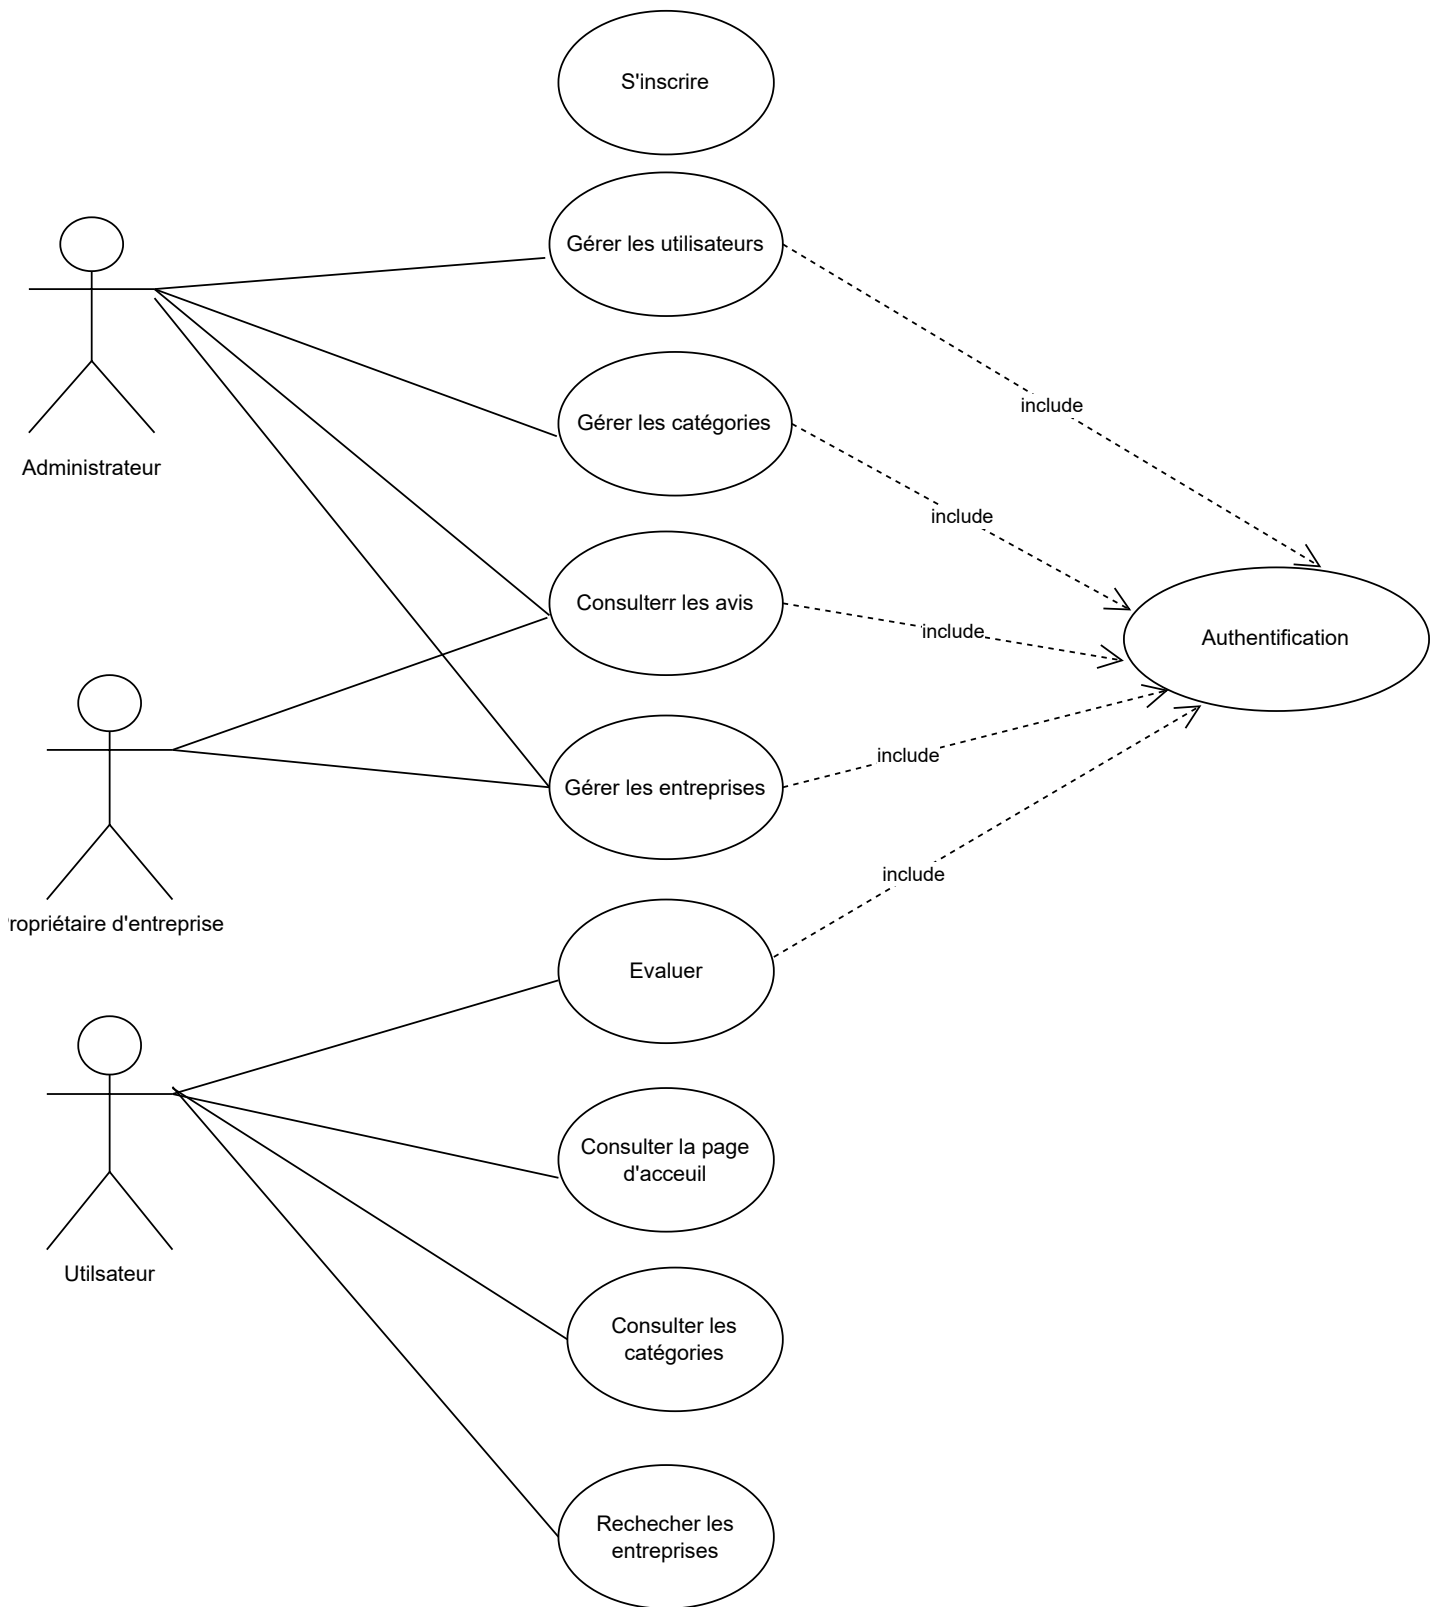 S'inscrire
Gérer les utilisateurs
include
Gérer les catégories
Administrateur
include
Consulterr les avis
include
Authentification
include
Gérer les entreprises
include
ropriétaire d'entreprise
Evaluer
Consulter la page
d'acceuil
Utilsateur
Consulter les
catégories
Rechecher les
entreprises